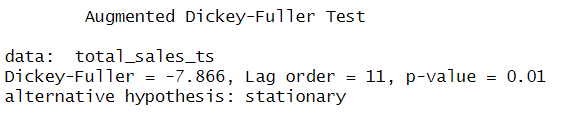 Augmented Dickey-Fuller Test
data:  total_sales_ts
Dickey-Fuller = -7.866, Lag order = 11, p-value = 0.01
alternative hypothesis: stationary